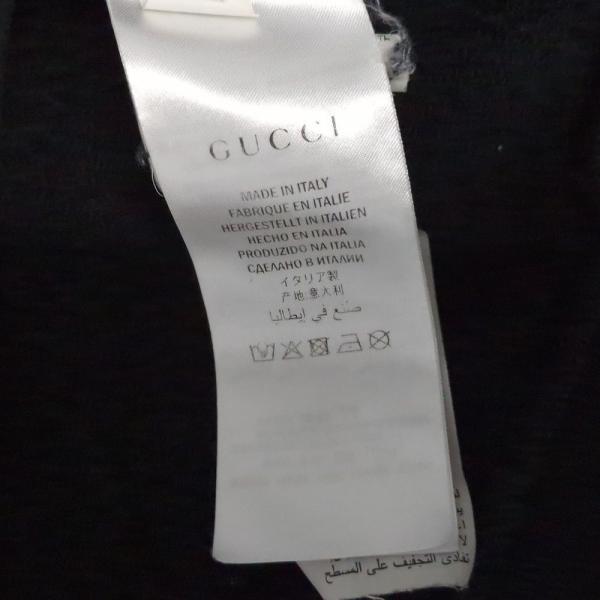 GUCCI
MADE IN ITALY
FABRIQUE EN ITALIE
HERGESTELLT IN ITALIEN
HECHO EN ITALIA
PRODUZIDO NA ITALIA
СДЕЛАНО В ИТАЛИИ
イタリア製
产地意大利
صنع في إيطاليا
تفادى التجفيف على المسطح